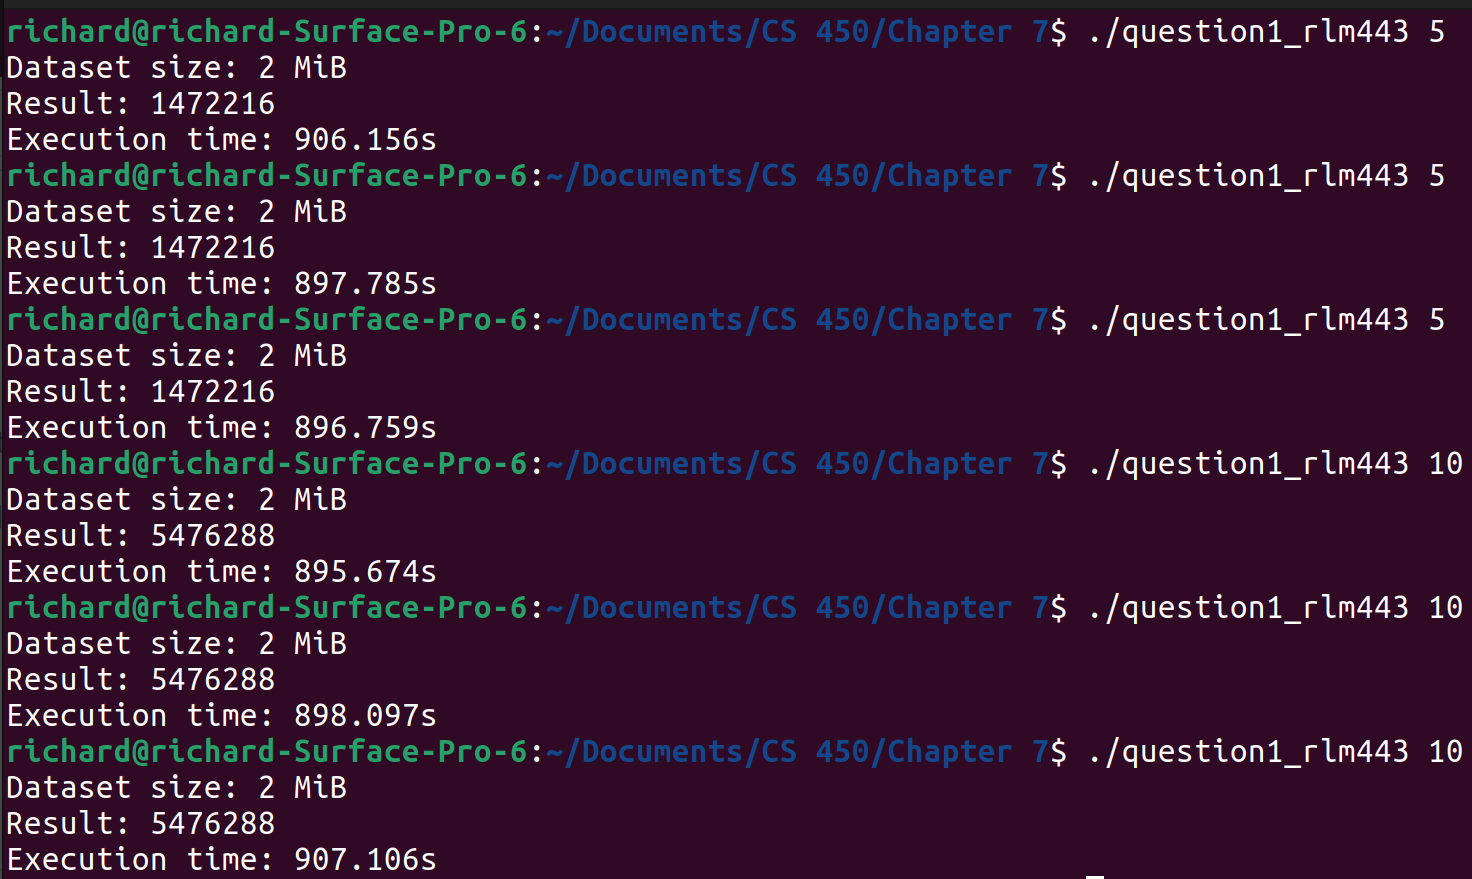 richard@richard-Surface-Pro-6:~/Documents/CS 450/Chapter 7$ ./question1_rlm443 5
Dataset size: 2 MiB
Result: 1472216
Execution time: 906.156s
richard@richard-Surface-Pro-6:~/Documents/CS 450/Chapter 7$ ./question1_rlm443 5
Dataset size: 2 MiB
Result: 1472216
Execution time: 897.785s
richard@richard-Surface-Pro-6:~/Documents/CS 450/Chapter 7$ ./question1_rlm443 5
Dataset size: 2 MiB
Result: 1472216
Execution time: 896.759s
richard@richard-Surface-Pro-6:~/Documents/CS 450/Chapter 7$ ./question1_rlm443 10
Dataset size: 2 MiB
Result: 5476288
Execution time: 895.674s
richard@richard-Surface-Pro-6:~/Documents/CS 450/Chapter 7$ ./question1_rlm443 10
Dataset size: 2 MiB
Result: 5476288
Execution time: 898.097s
richard@richard-Surface-Pro-6:~/Documents/CS 450/Chapter 7$ ./question1_rlm443 10
Dataset size: 2 MiB
Result: 5476288
Execution time: 907.106s